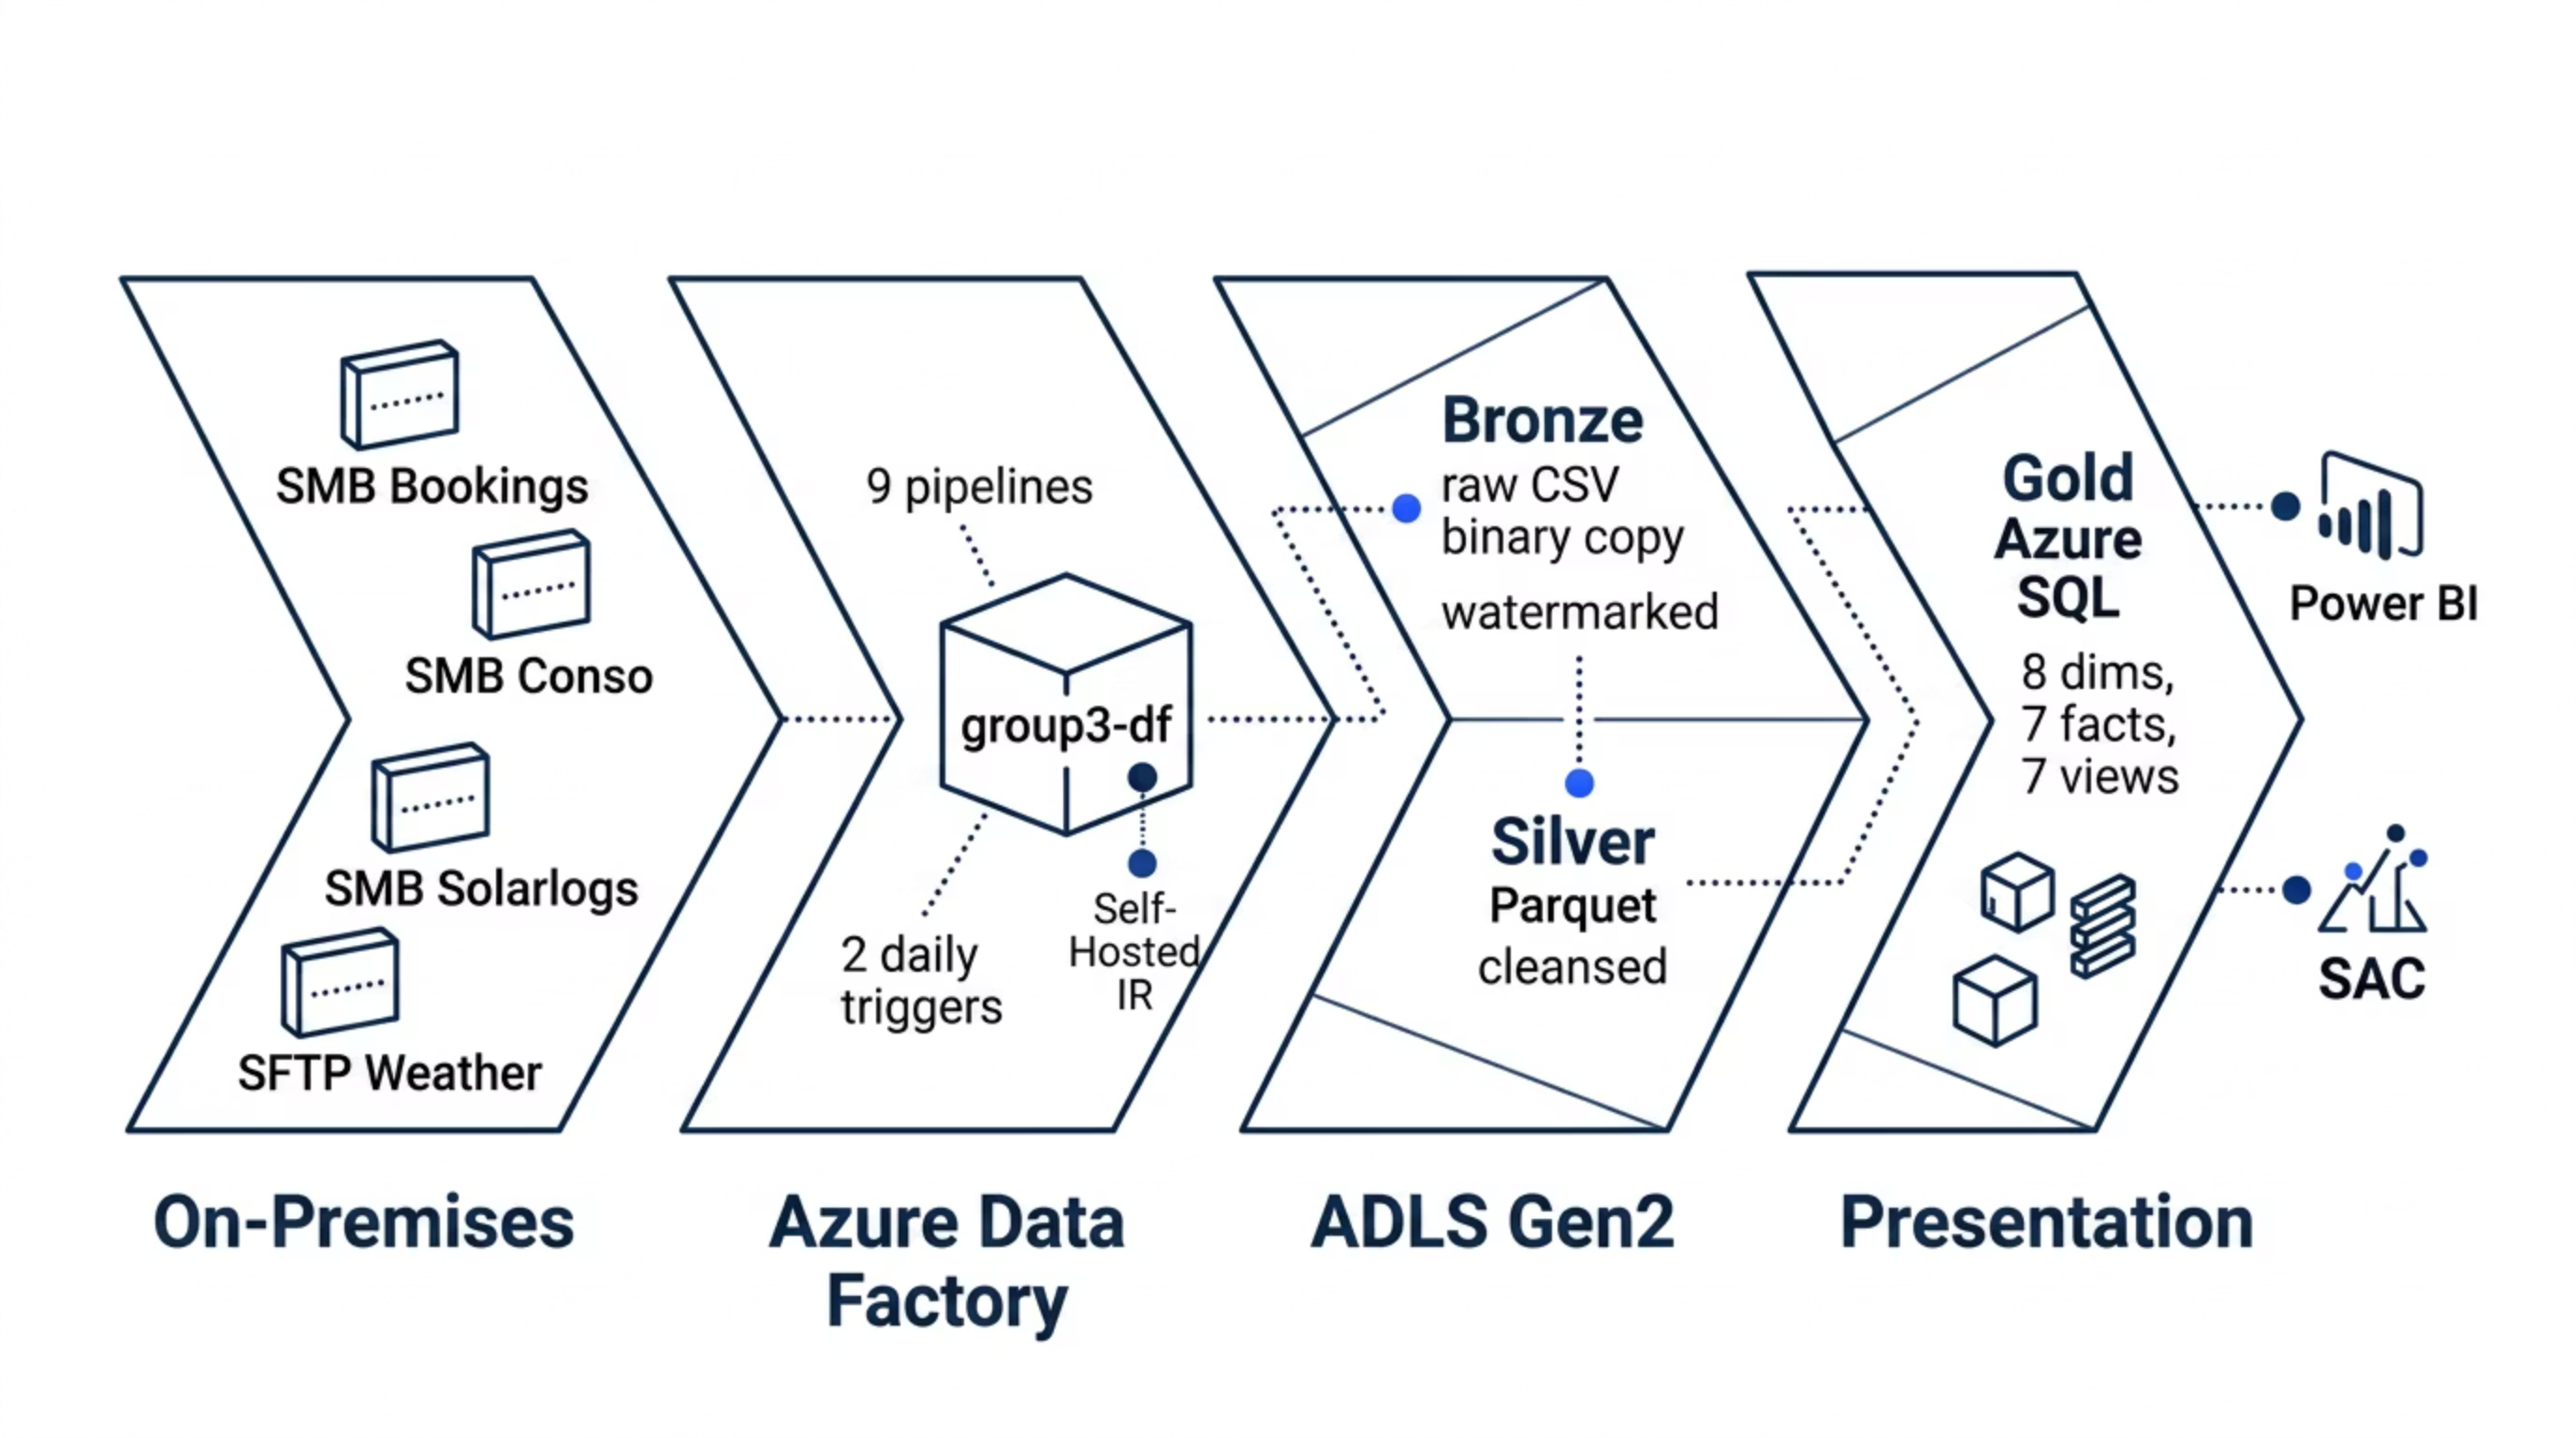 SMB Bookings
SMB Conso
SMB Solarlogs
SFTP Weather
On-Premises
9 pipelines
group3-df
2 daily
triggers
Self-
Hosted
IR
Azure Data
Factory
Bronze
raw CSV
binary copy
watermarked
Silver
Parquet
cleansed
ADLS Gen2
Gold
Azure
SQL
8 dims,
7 facts,
7 views
Presentation
Power BI
SAC